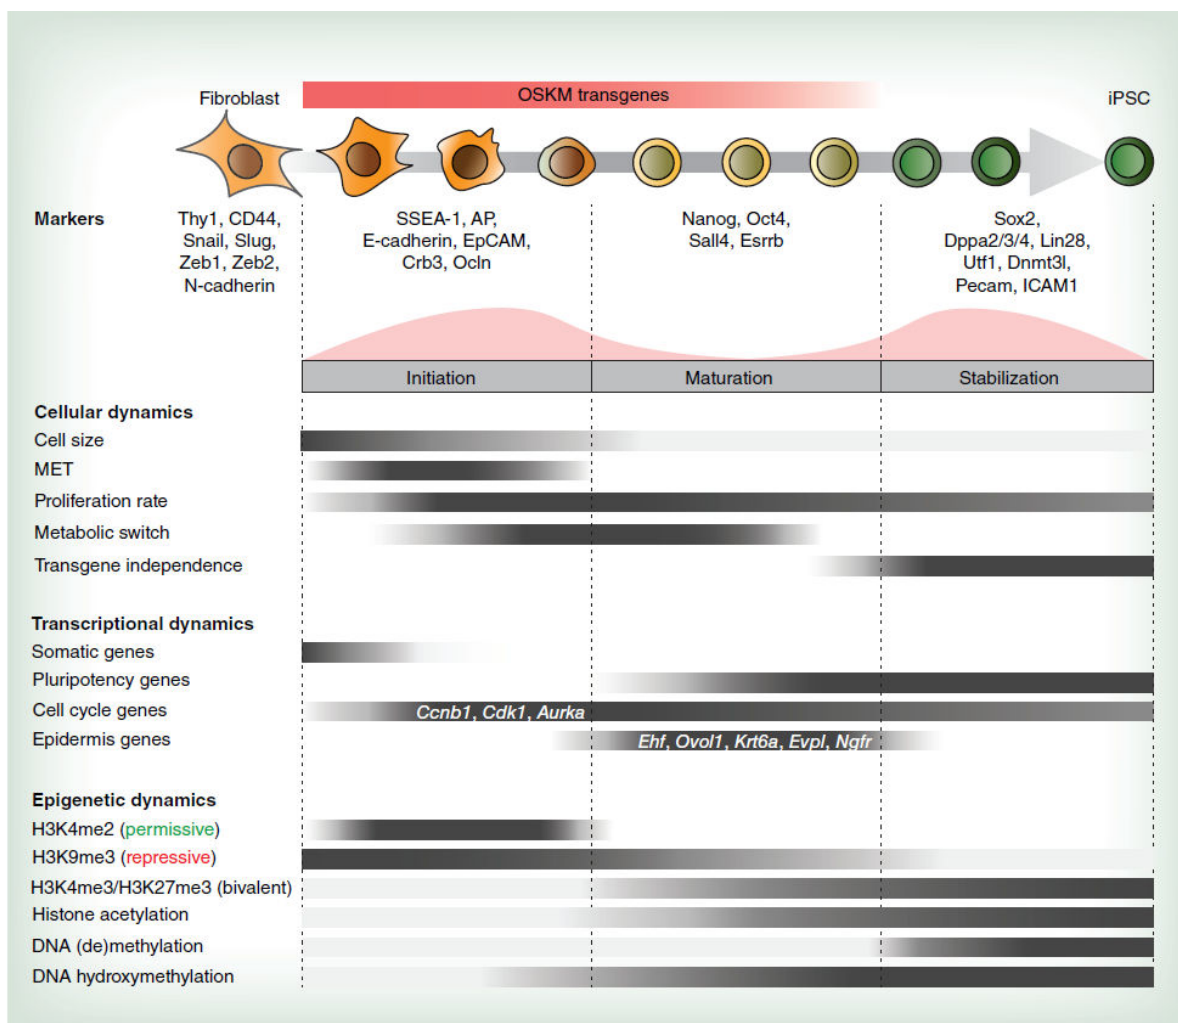 OSKM transgenes
Fibroblast
iPSC
Markers
Thy1, CD44,
Snail, Slug,
Zeb1, Zeb2,
N-cadherin
SSEA-1, AP,
E-cadherin, EpCAM,
Crb3, Ocln
Nanog, Oct4,
Sall4, Esrrb
Sox2,
Dppa2/3/4, Lin28,
Utf1, Dnmt3l,
Pecam, ICAM1
Initiation
Maturation
Stabilization
Cellular dynamics
Cell size
MET
Proliferation rate
Metabolic switch
Transgene independence
Transcriptional dynamics
Somatic genes
Pluripotency genes
Cell cycle genes
Ccnb1, Cdk1, Aurka
Epidermis genes
Ehf, Ovol1, Krt6a, Evpl, Ngfr
Epigenetic dynamics
H3K4me2 (permissive)
H3K9me3 (repressive)
H3K4me3/H3K27me3 (bivalent)
Histone acetylation
DNA (de)methylation
DNA hydroxymethylation